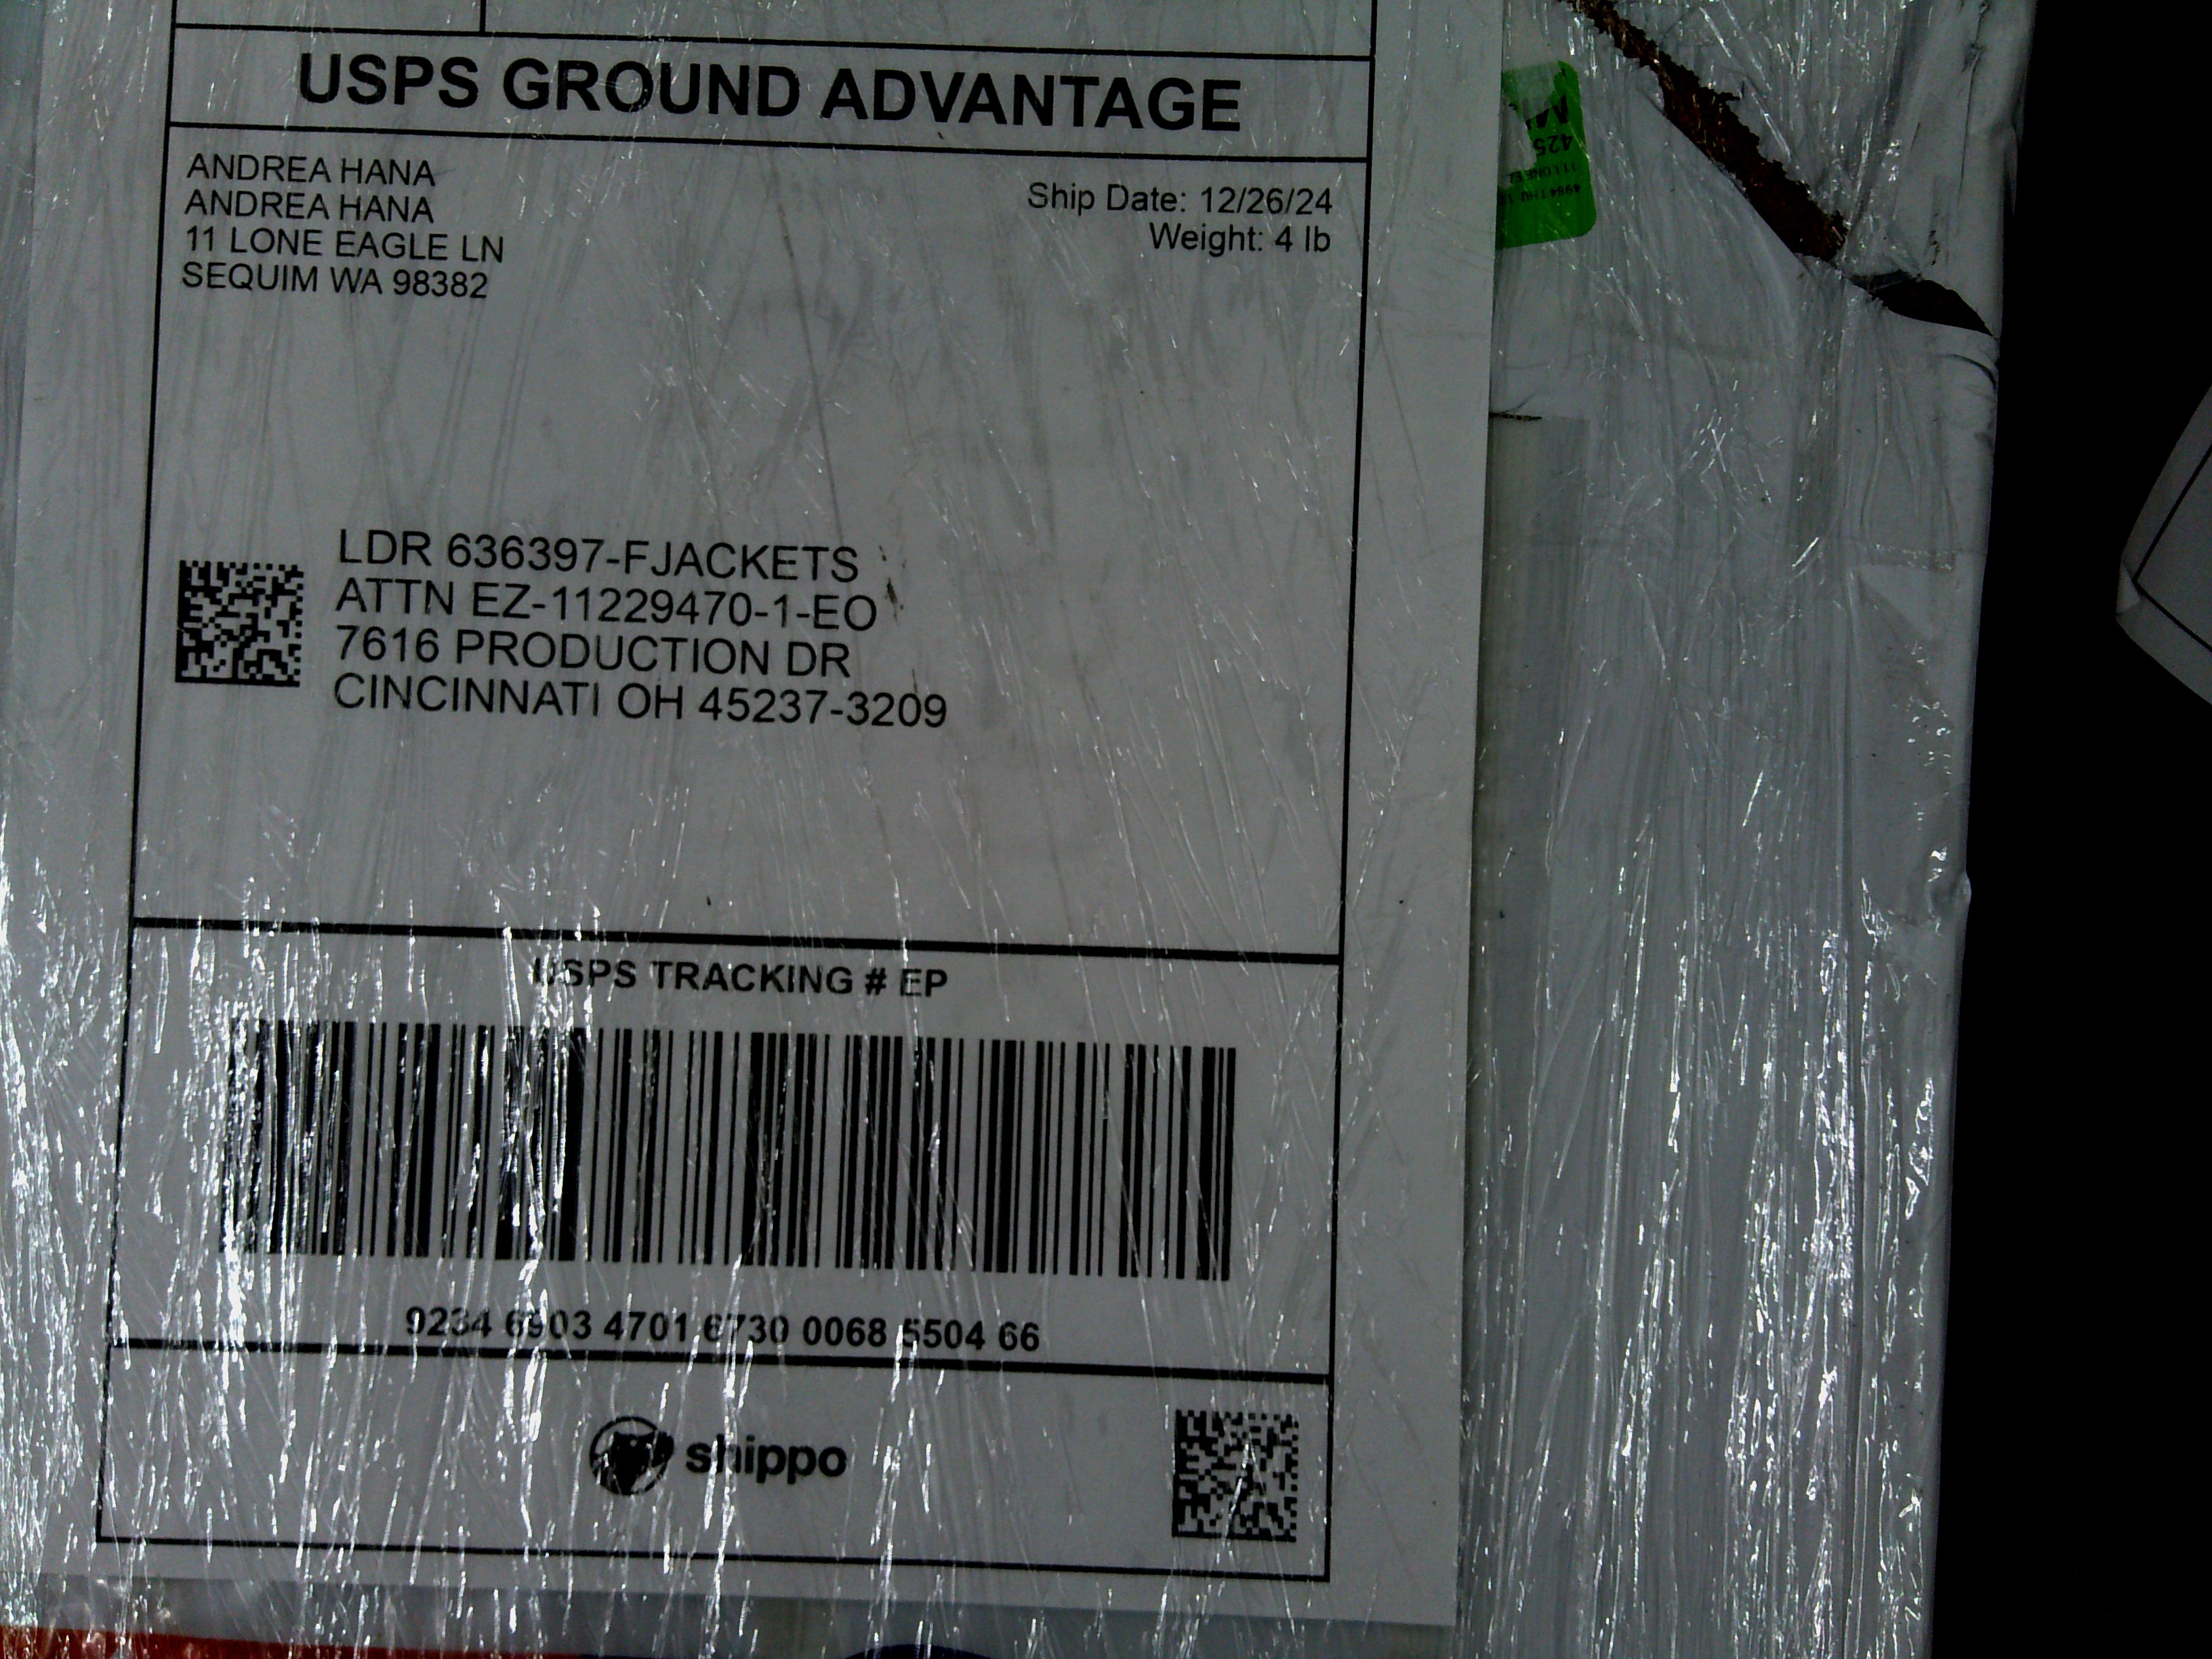 USPS GROUND ADVANTAGE
ANDREA HANA
ANDREA HANA
11 LONE EAGLE LN
SEQUIM WA 98382
Ship Date: 12/26/24
Weight: 4 lb
LDR 636397-FJACKETS
ATTN EZ-11229470-1-EO
7616 PRODUCTION DR
CINCINNATI OH 45237-3209
USPS TRACKING # EP
9234 6903 4701 6730 0068 5504 66
shippo
425